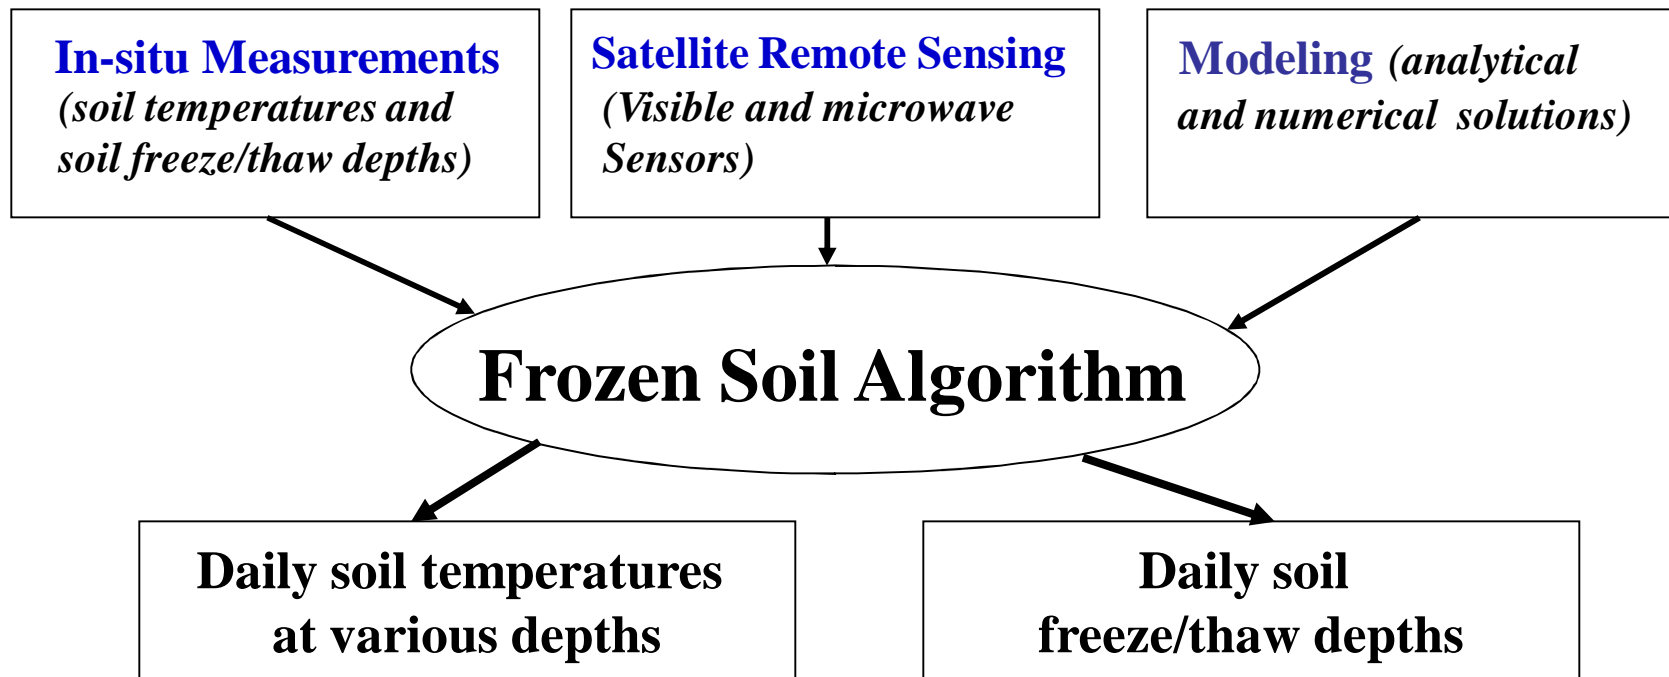 In-situ Measurements
(soil temperatures and
soil freeze/thaw depths)
Satellite Remote Sensing
(Visible and microwave
Sensors)
Modeling (analytical
and numerical solutions)
Frozen Soil Algorithm
Daily soil temperatures
at various depths
Daily soil
freeze/thaw depths